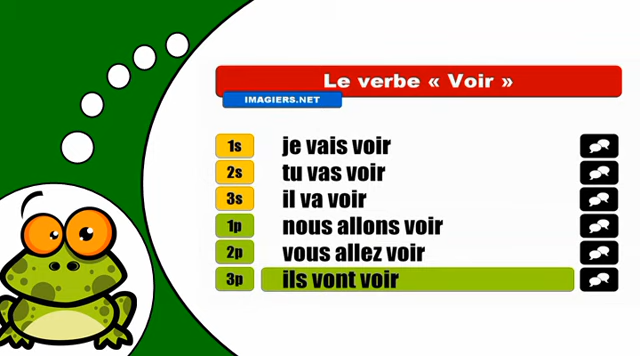 Le verbe « Voir »
IMAGIERS.NET
1s je vais voir
2s tu vas voir
3s il va voir
1p nous allons voir
2p vous allez voir
3p ils vont voir